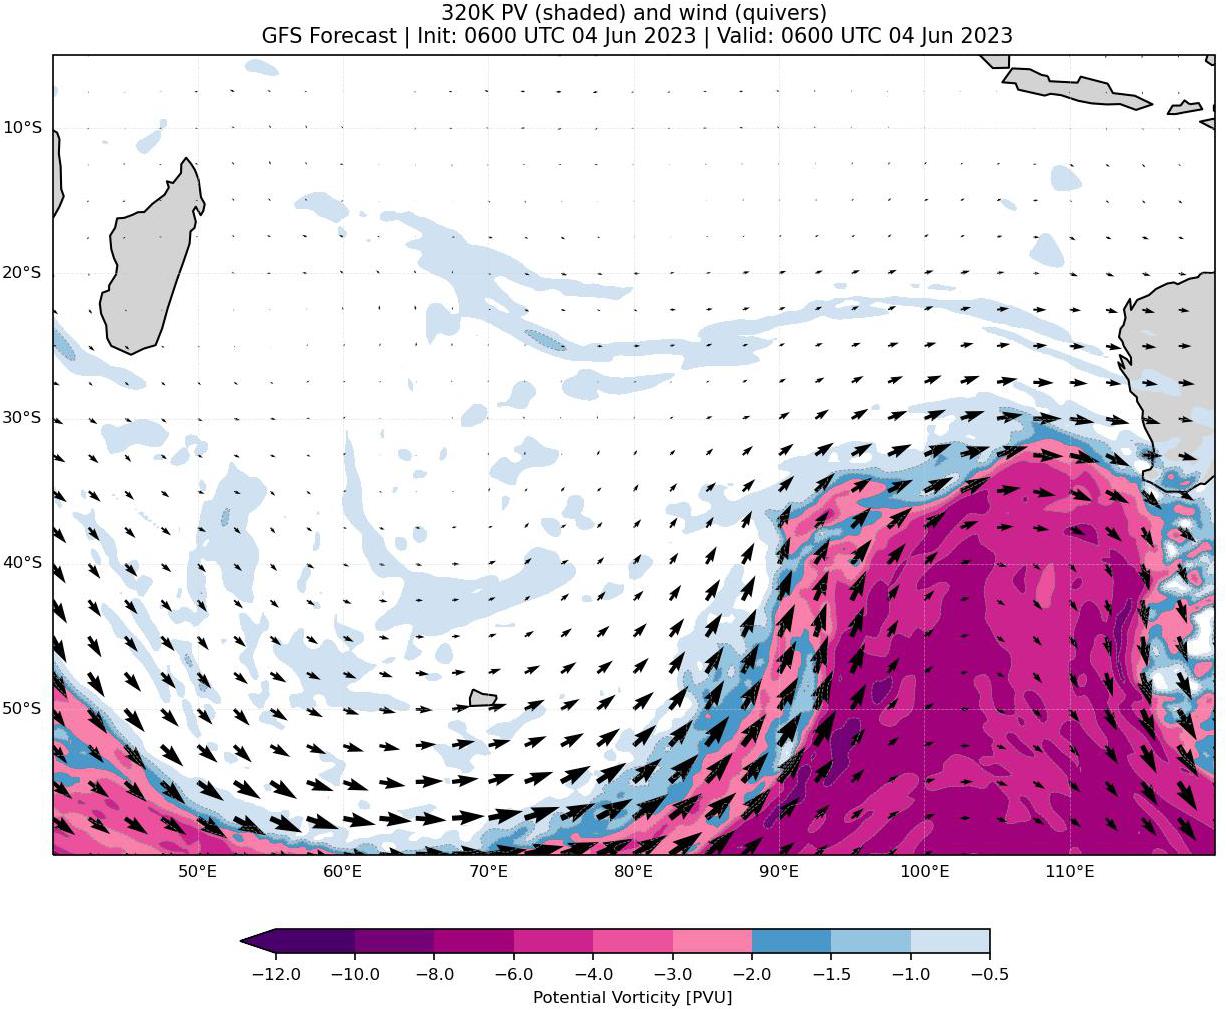 320K PV (shaded) and wind (quivers)
GFS Forecast | Init: 0600 UTC 04 Jun 2023 | Valid: 0600 UTC 04 Jun 2023
10°S
20°S
30°S
40°S
50°S
50°E 60°E 70°E 80°E 90°E 100°E 110°E
−12.0 −10.0 −8.0 −6.0 −4.0 −3.0 −2.0 −1.5 −1.0 −0.5
Potential Vorticity [PVU]